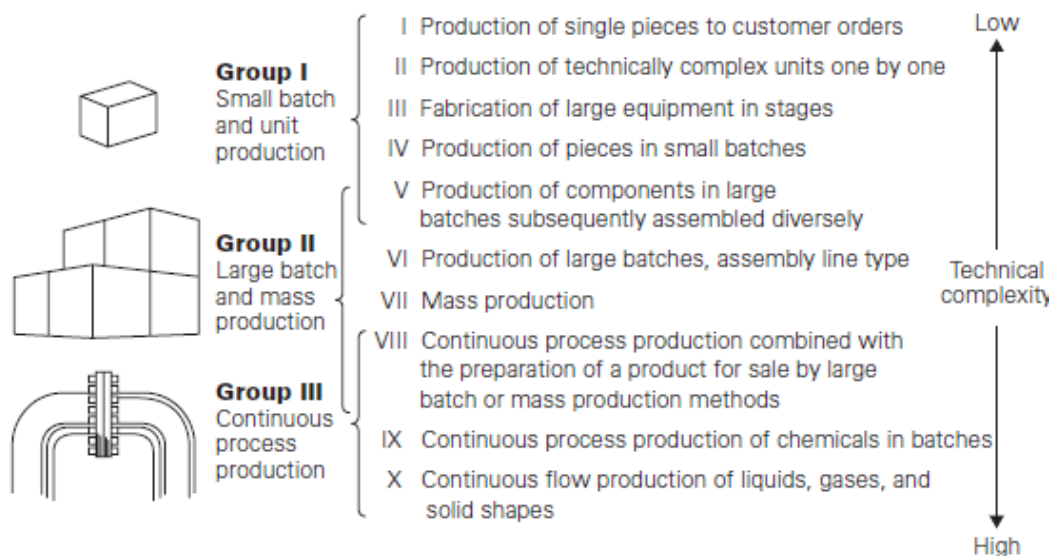 Group I
Small batch
and unit
production
I Production of single pieces to customer orders
II Production of technically complex units one by one
III Fabrication of large equipment in stages
IV Production of pieces in small batches
V Production of components in large
batches subsequently assembled diversely
Group II
Large batch
and mass
production
VI Production of large batches, assembly line type
VII Mass production
VIII Continuous process production combined with
the preparation of a product for sale by large
batch or mass production methods
Group III
Continuous
process
production
IX Continuous process production of chemicals in batches
X Continuous flow production of liquids, gases, and
solid shapes
Low
Technical
complexity
High